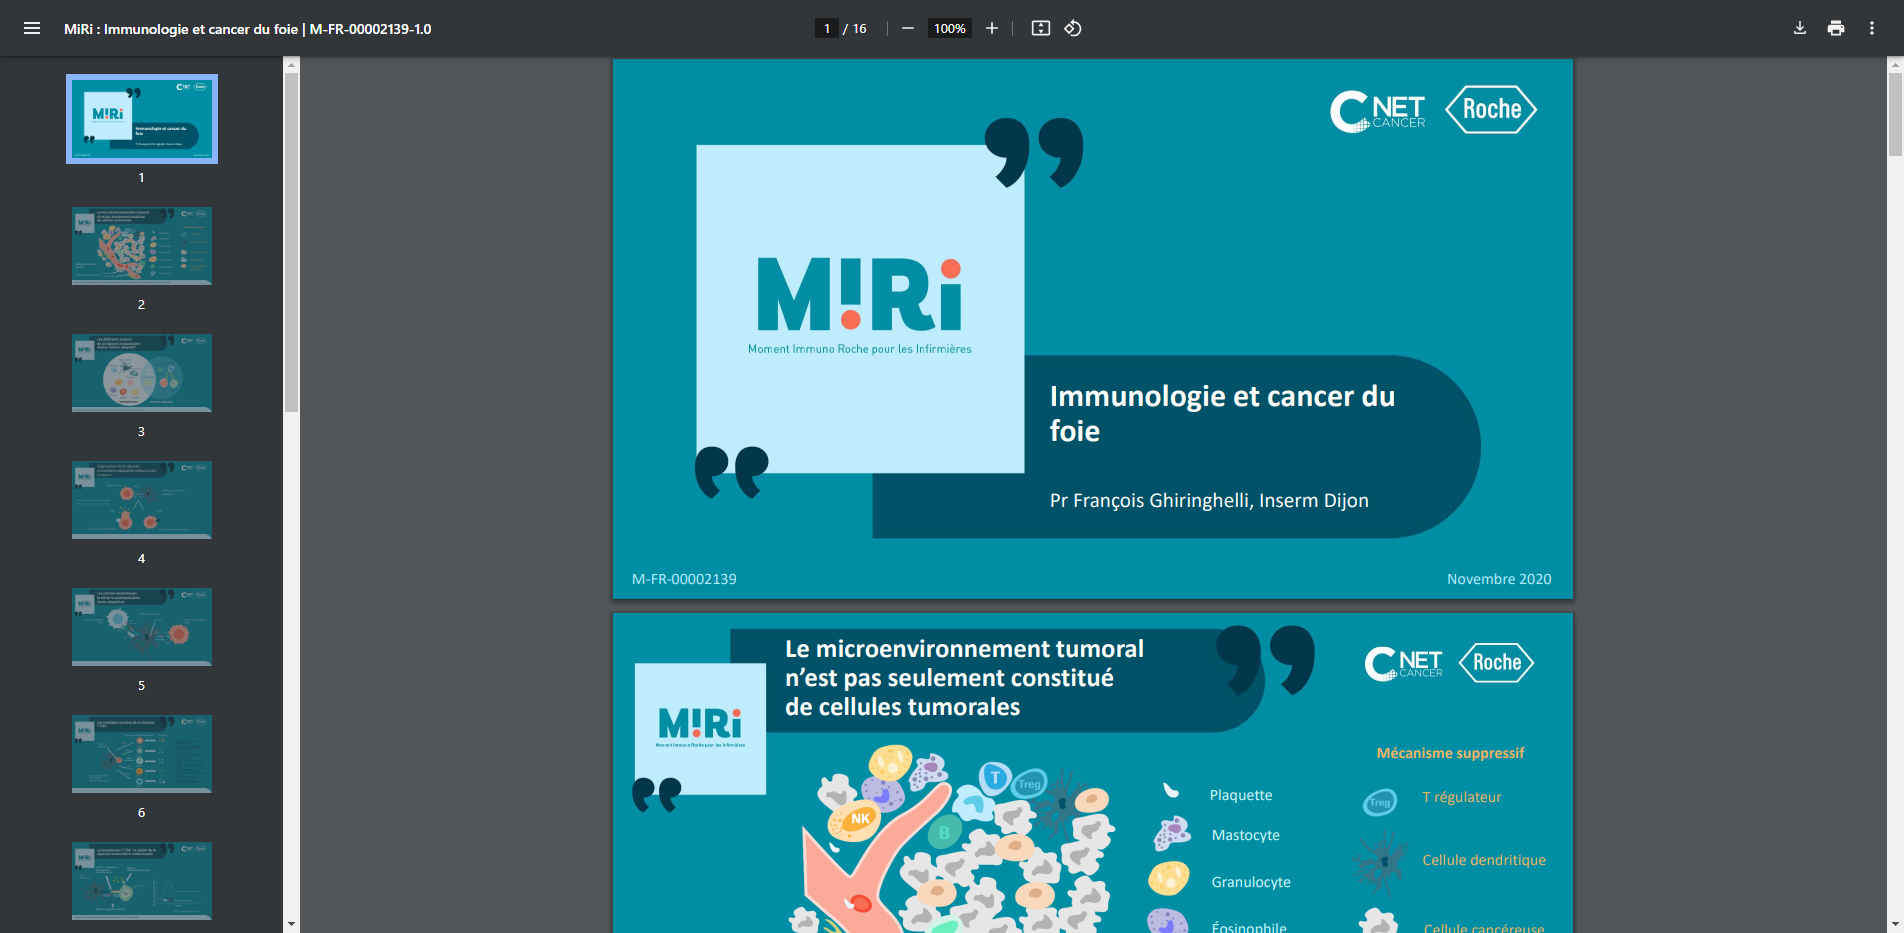 MiRi : Immunologie et cancer du foie | M-FR-00002139-1.0
1 / 16
100%
1
2
3
4
5
6
C NET
CANCER
Roche
M!Ri
Moment Immuno Roche pour les Infirmières
Immunologie et cancer du
foie
Pr François Ghiringhelli, Inserm Dijon
M-FR-00002139
Novembre 2020
Le microenvironnement tumoral
n’est pas seulement constitué
de cellules tumorales
C NET
CANCER
Roche
M!Ri
Moment Immuno Roche pour les Infirmières
Mécanisme suppressif
T
Treg
NK
B
Plaquette
Treg
T régulateur
Mastocyte
Cellule dendritique
Granulocyte
Éosinophile
Cellule cancéreuse